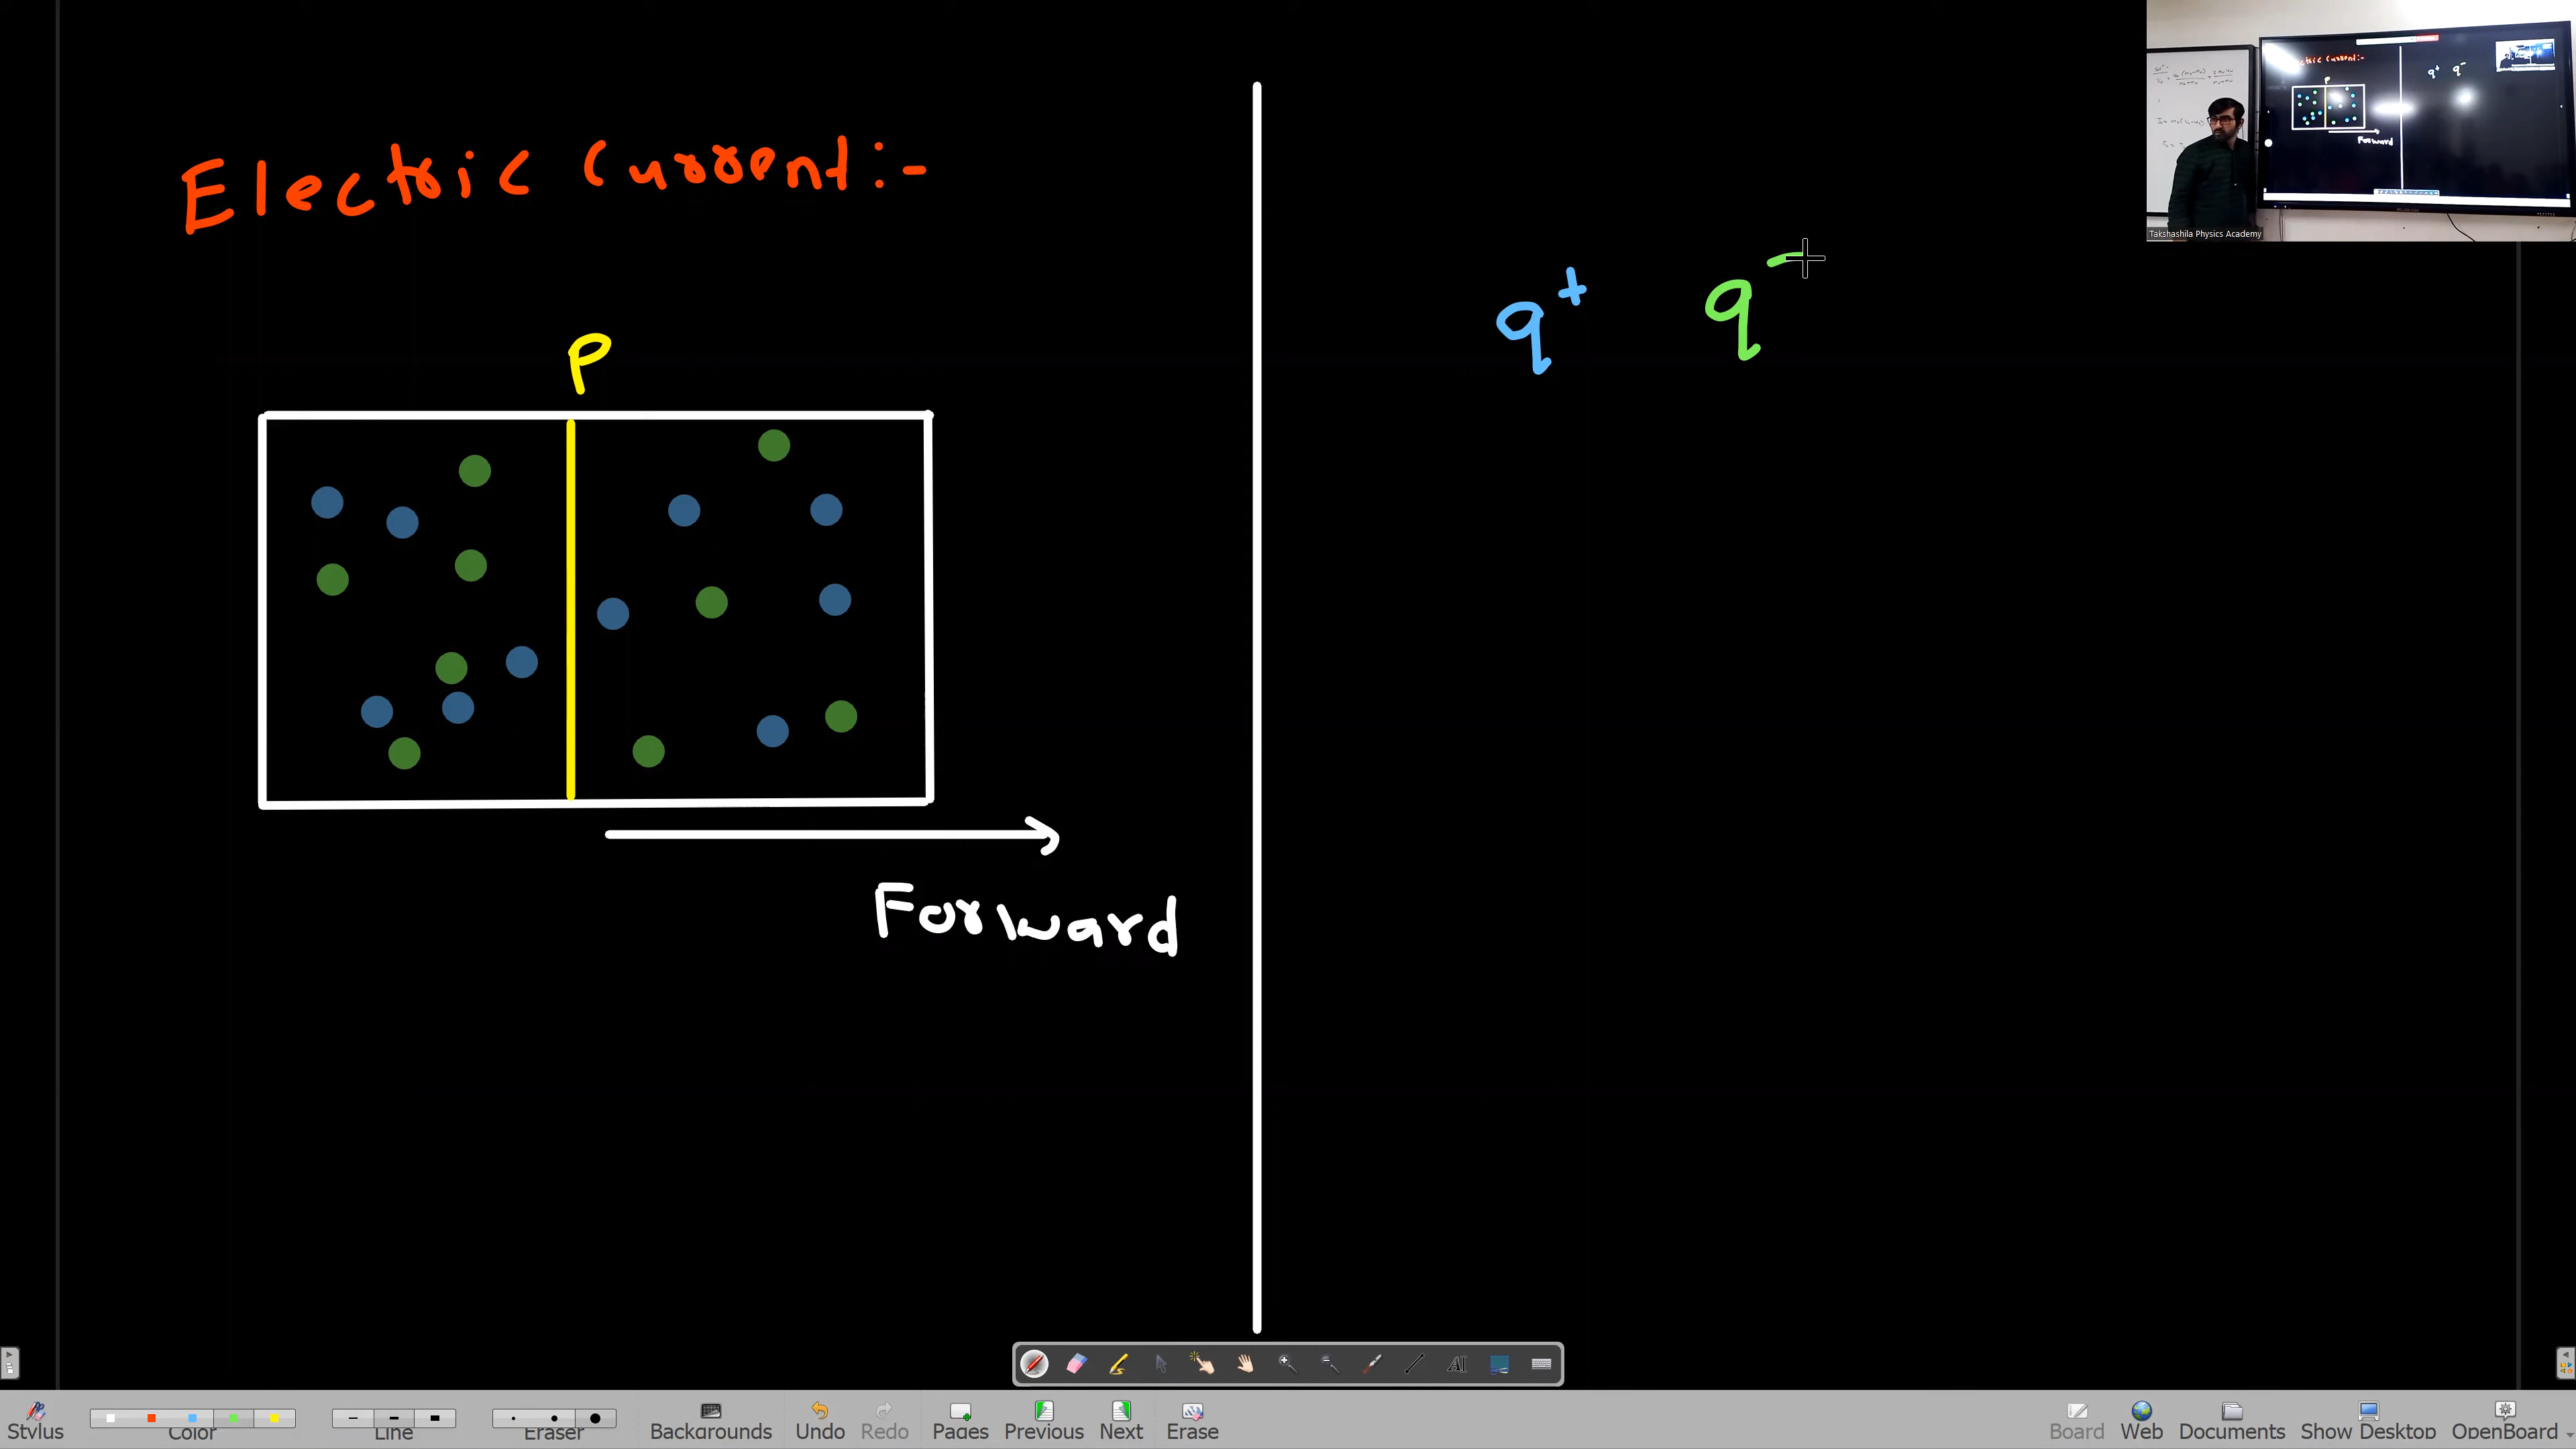 Electric Current:-
P
Forward
q⁺ q⁻
Takshashila Physics Academy
Stylus
Color
Line
Eraser
Backgrounds
Undo
Redo
Pages
Previous
Next
Erase
Board
Web
Documents
Show Desktop
OpenBoard